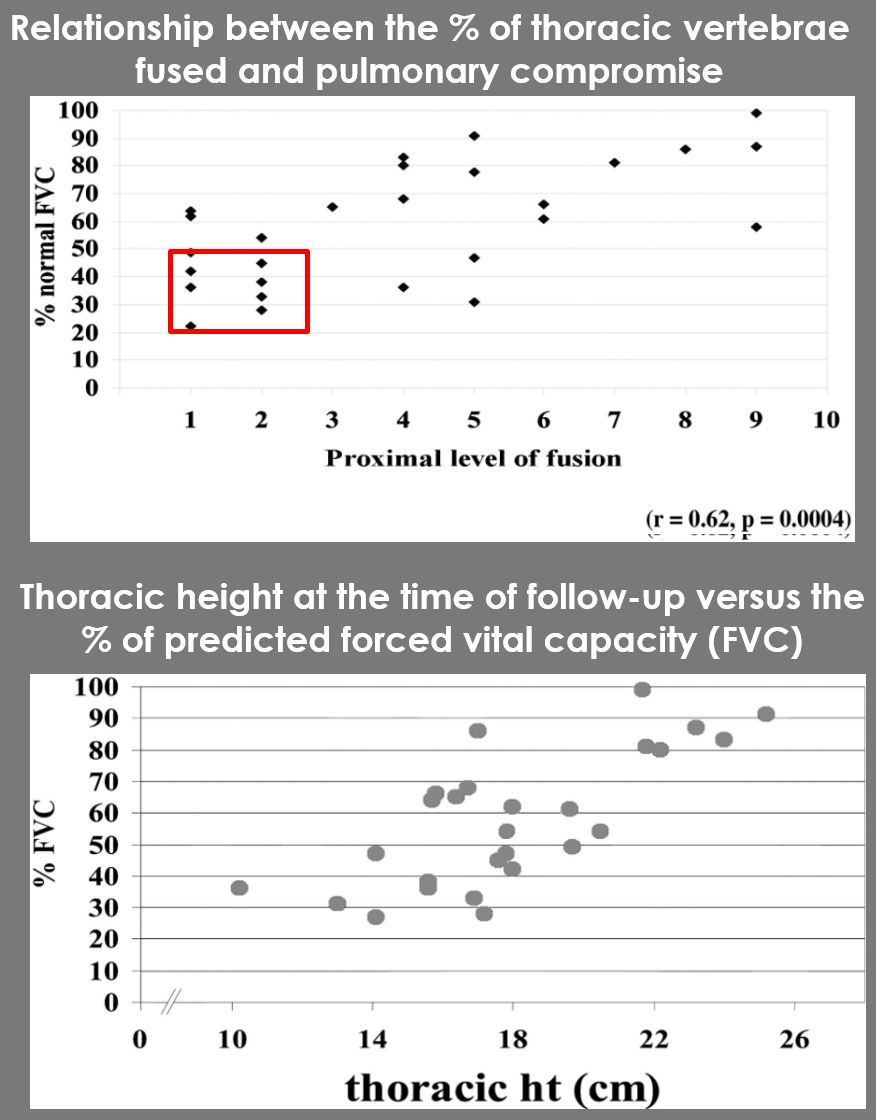 Relationship between the % of thoracic vertebrae
fused and pulmonary compromise
100
90
80
70
60
50
40
30
20
10
0
% normal FVC
1 2 3 4 5 6 7 8 9 10
Proximal level of fusion
(r = 0.62, p = 0.0004)
Thoracic height at the time of follow-up versus the
% of predicted forced vital capacity (FVC)
100
90
80
70
60
50
40
30
20
10
0
% FVC
0 10 14 18 22 26
thoracic ht (cm)